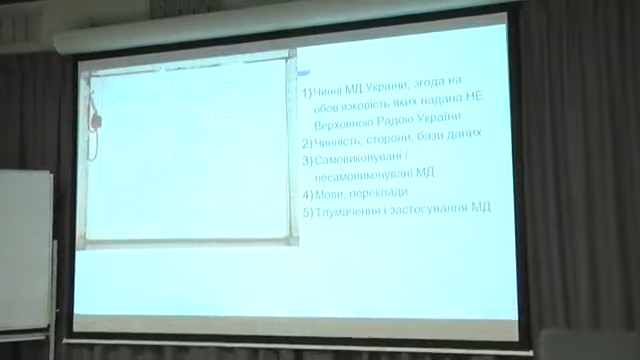 1) Чинні МД України, згода на
обов'язковість яких надана НЕ
Верховною Радою України
2) Чинність, сторони, бази даних
3) Самовиконувані /
несамовиконувані МД
4) Мови, переклади
5) Тлумачення і застосування МД